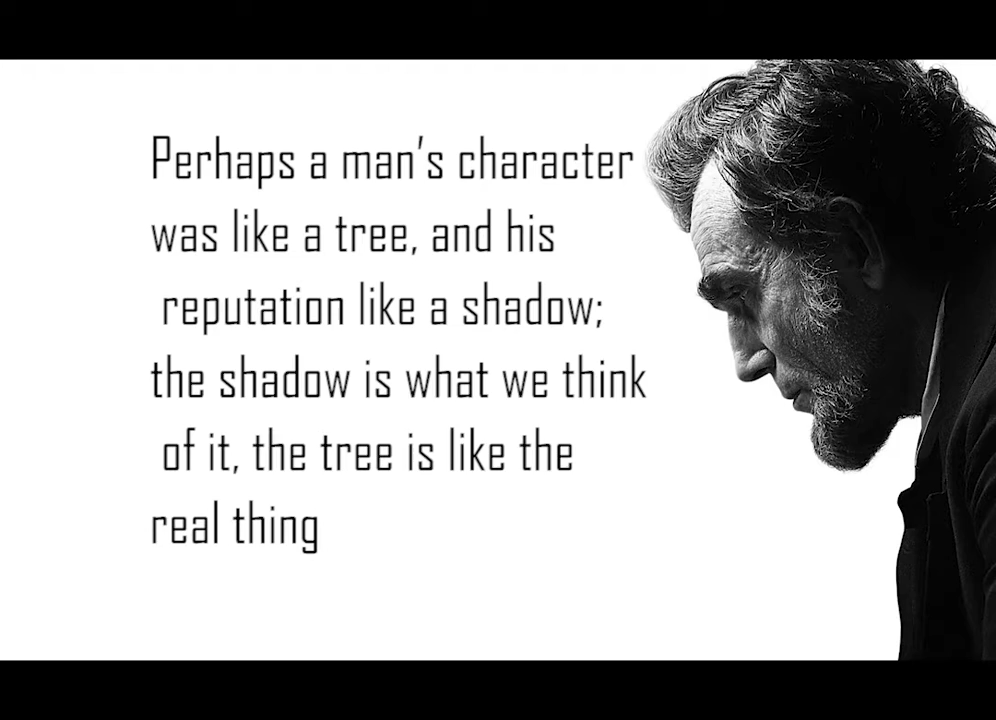 Perhaps a man's character
was like a tree, and his
reputation like a shadow;
the shadow is what we think
of it, the tree is like the
real thing